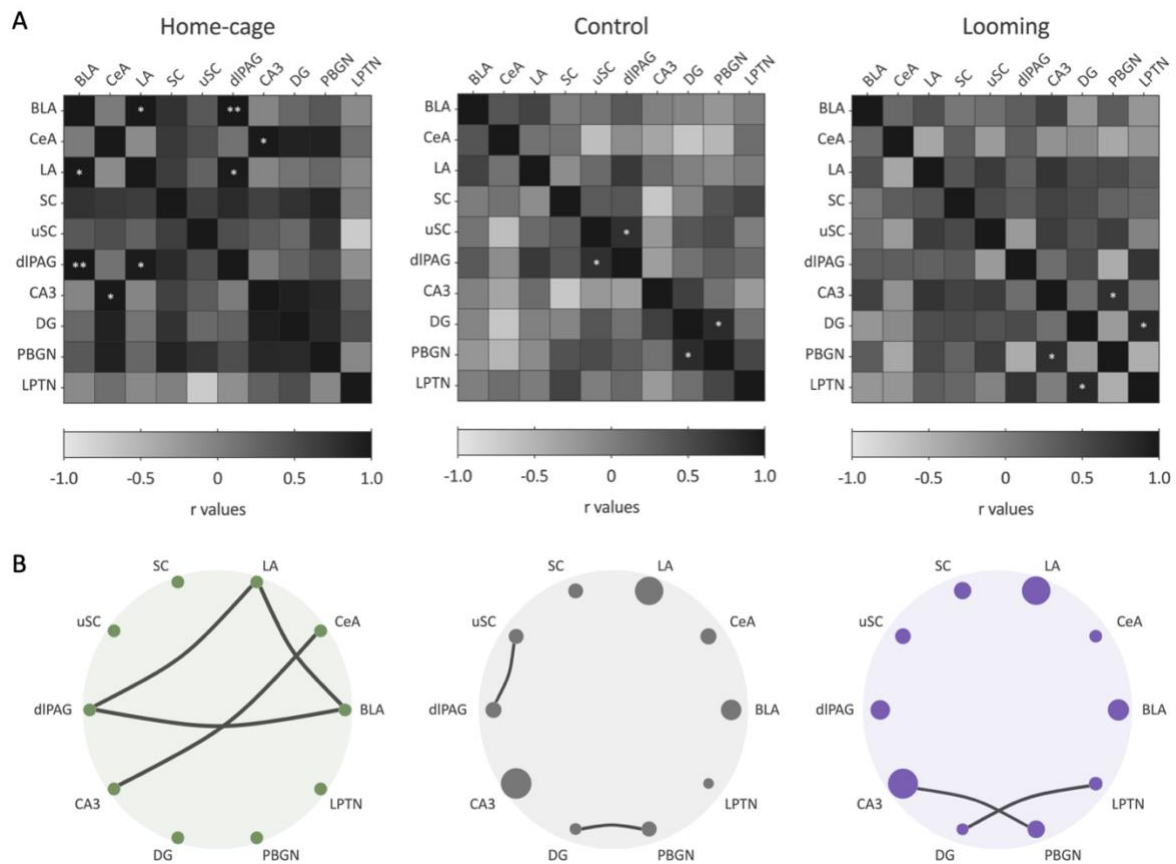 A
Home-cage Control Looming
BLA CeA LA SC uSC dlPAG CA3 DG PBGN LPTN BLA CeA LA SC uSC dlPAG CA3 DG PBGN LPTN BLA CeA LA SC uSC dlPAG CA3 DG PBGN LPTN
BLA * ** BLA BLA
CeA * CeA CeA
LA * * LA LA
SC SC SC
uSC uSC * uSC
dlPAG ** * dlPAG * dlPAG
CA3 * CA3 CA3 *
DG DG * DG *
PBGN PBGN * PBGN *
LPTN LPTN LPTN *
-1.0 -0.5 0 0.5 1.0 -1.0 -0.5 0 0.5 1.0 -1.0 -0.5 0 0.5 1.0
r values r values r values
B
SC LA SC LA SC LA
uSC CeA uSC CeA uSC CeA
dlPAG BLA dlPAG BLA dlPAG BLA
CA3 LPTN CA3 LPTN CA3 LPTN
DG PBGN DG PBGN DG PBGN